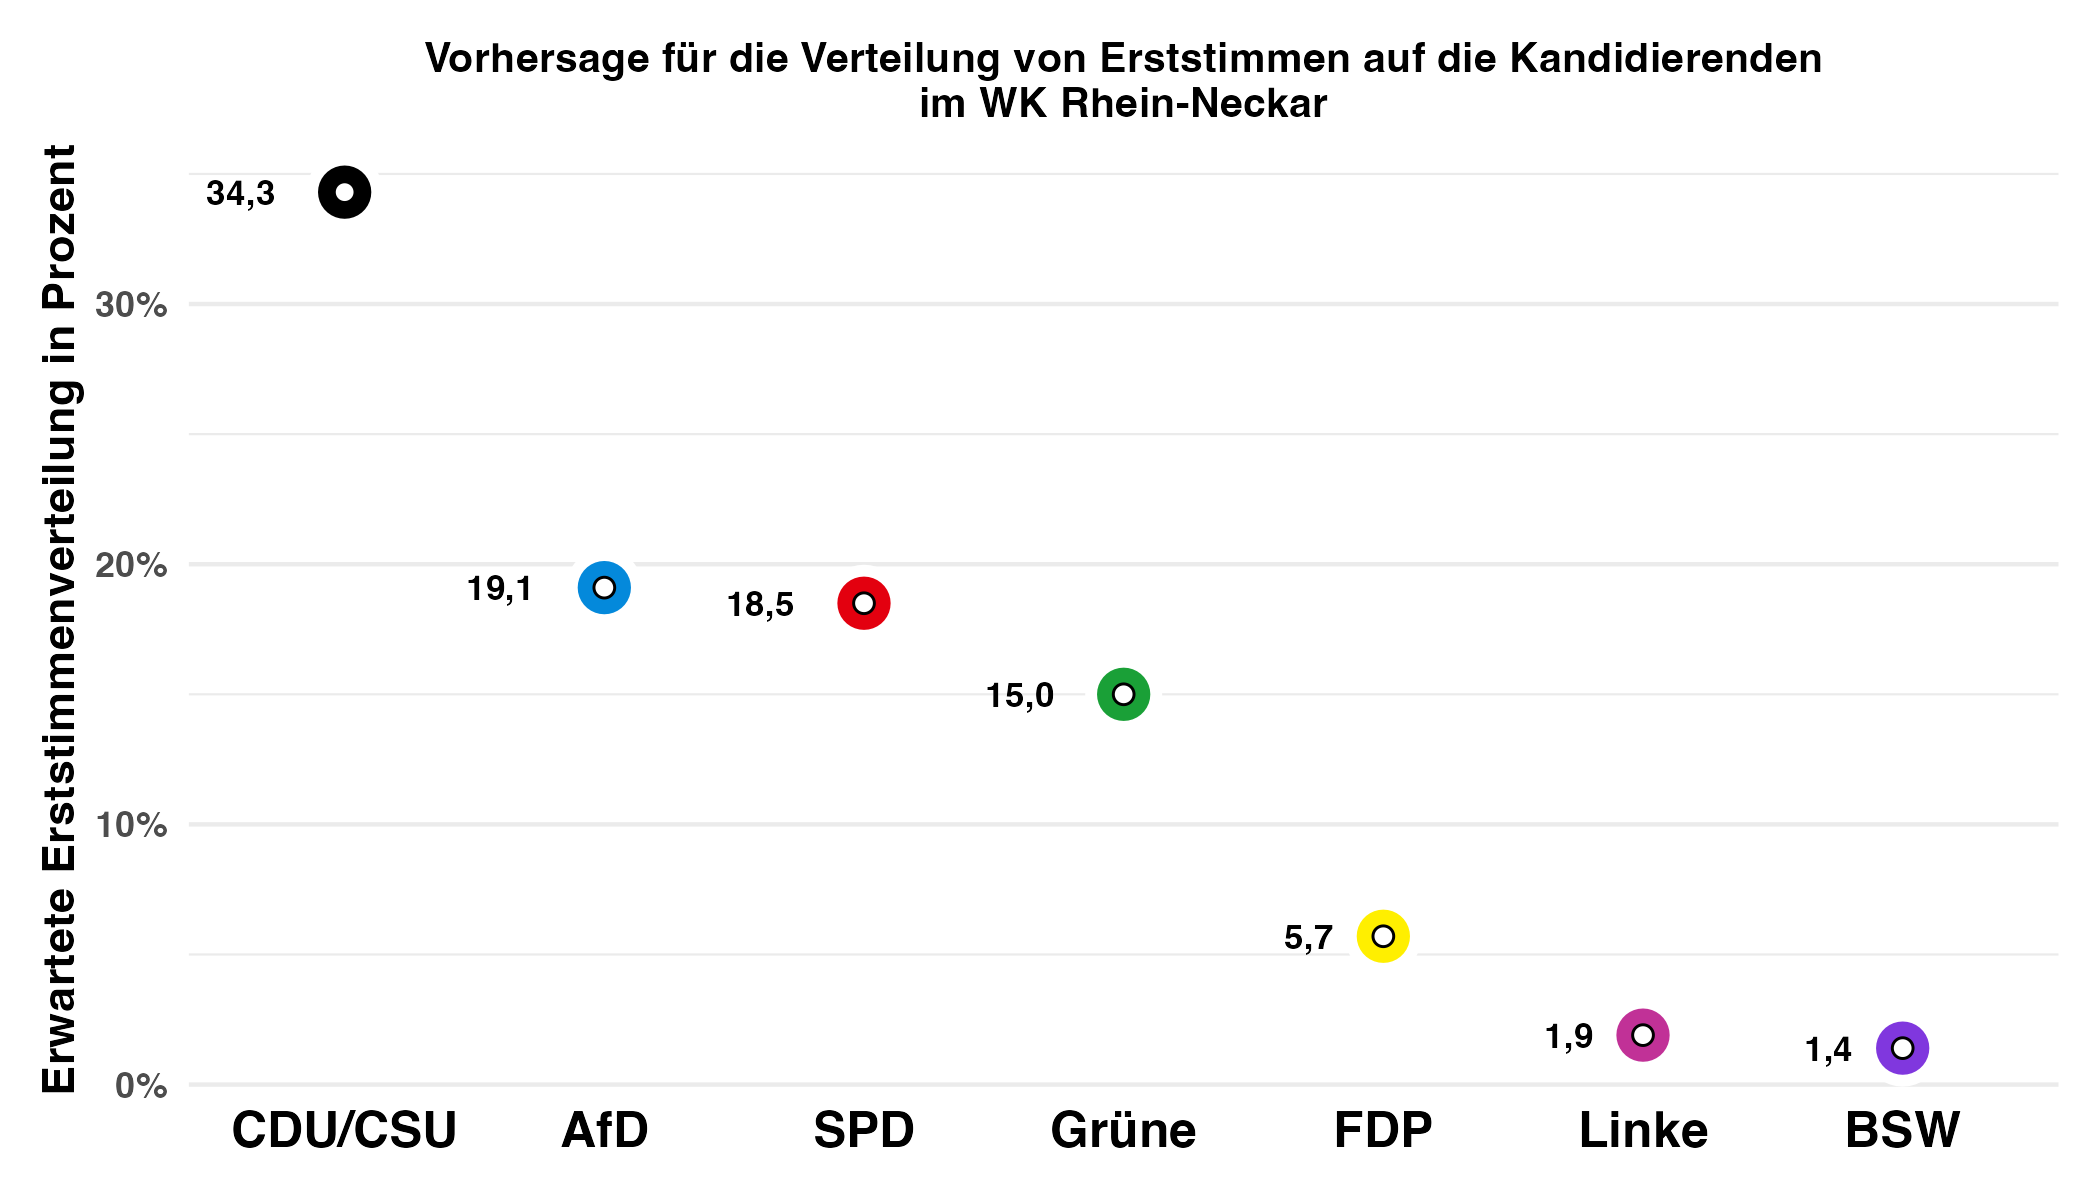 Vorhersage für die Verteilung von Erststimmen auf die Kandidierenden
im WK Rhein-Neckar
Erwartete Erststimmenverteilung in Prozent
30%
20%
10%
0%
34,3
19,1
18,5
15,0
5,7
1,9
1,4
CDU/CSU
AfD
SPD
Grüne
FDP
Linke
BSW